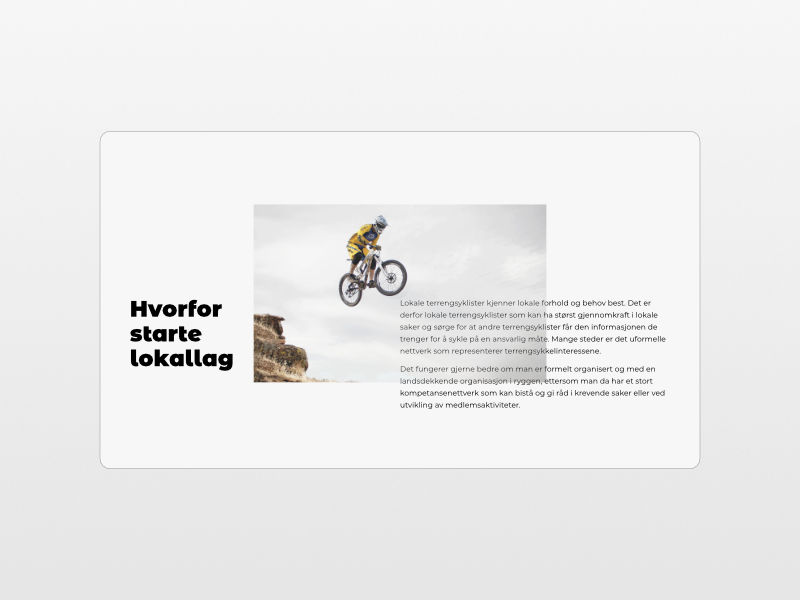 Hvorfor
starte
lokallag
Lokale terrengsyklister kjenner lokale forhold og behov best. Det er
derfor lokale terrengsyklister som kan ha størst gjennomkraft i lokale
saker og sørge for at andre terrengsyklister får den informasjonen de
trenger for å sykle på en ansvarlig måte. Mange steder er det uformelle
nettverk som representerer terrengsykkelinteressene.
Det fungerer gjerne bedre om man er formelt organisert og med en
landsdekkende organisasjon i ryggen, ettersom man da har et stort
kompetansenettverk som kan bistå og gi råd i krevende saker eller ved
utvikling av medlemsaktiviteter.